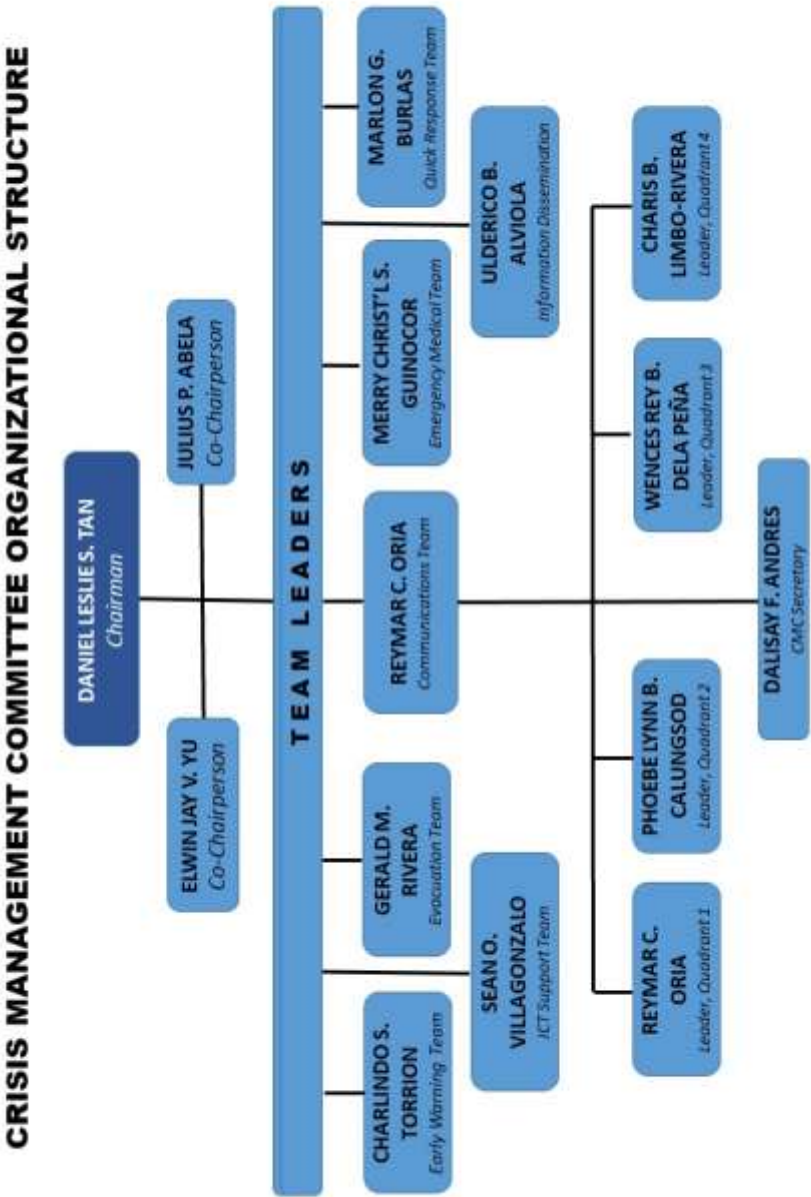 CRISIS MANAGEMENT COMMITTEE ORGANIZATIONAL STRUCTURE
DANIEL LESLIE S. TAN
Chairman
ELWIN JAY V. YU
Co-Chairperson
JULIUS P. ABELA
Co-Chairperson
TEAM LEADERS
CHARLINDO S.
TORRION
Early Warning Team
GERALD M.
RIVERA
Evacuation Team
REYMAR C. ORIA
Communications Team
MERRY CHRIST'L S.
GUINOCOR
Emergency Medical Team
MARLON G.
BURLAS
Quick Response Team
SEAN O.
VILLAGONZALO
ICT Support Team
ULDERICO B.
ALVIOLA
Information Dissemination
REYMAR C.
ORIA
Leader, Quadrant 1
PHOEBE LYNN B.
CALUNGSOD
Leader, Quadrant 2
WENCES REY B.
DELA PEÑA
Leader, Quadrant 3
CHARIS B.
LIMBO-RIVERA
Leader, Quadrant 4
DALISAY F. ANDRES
CMC Secretary